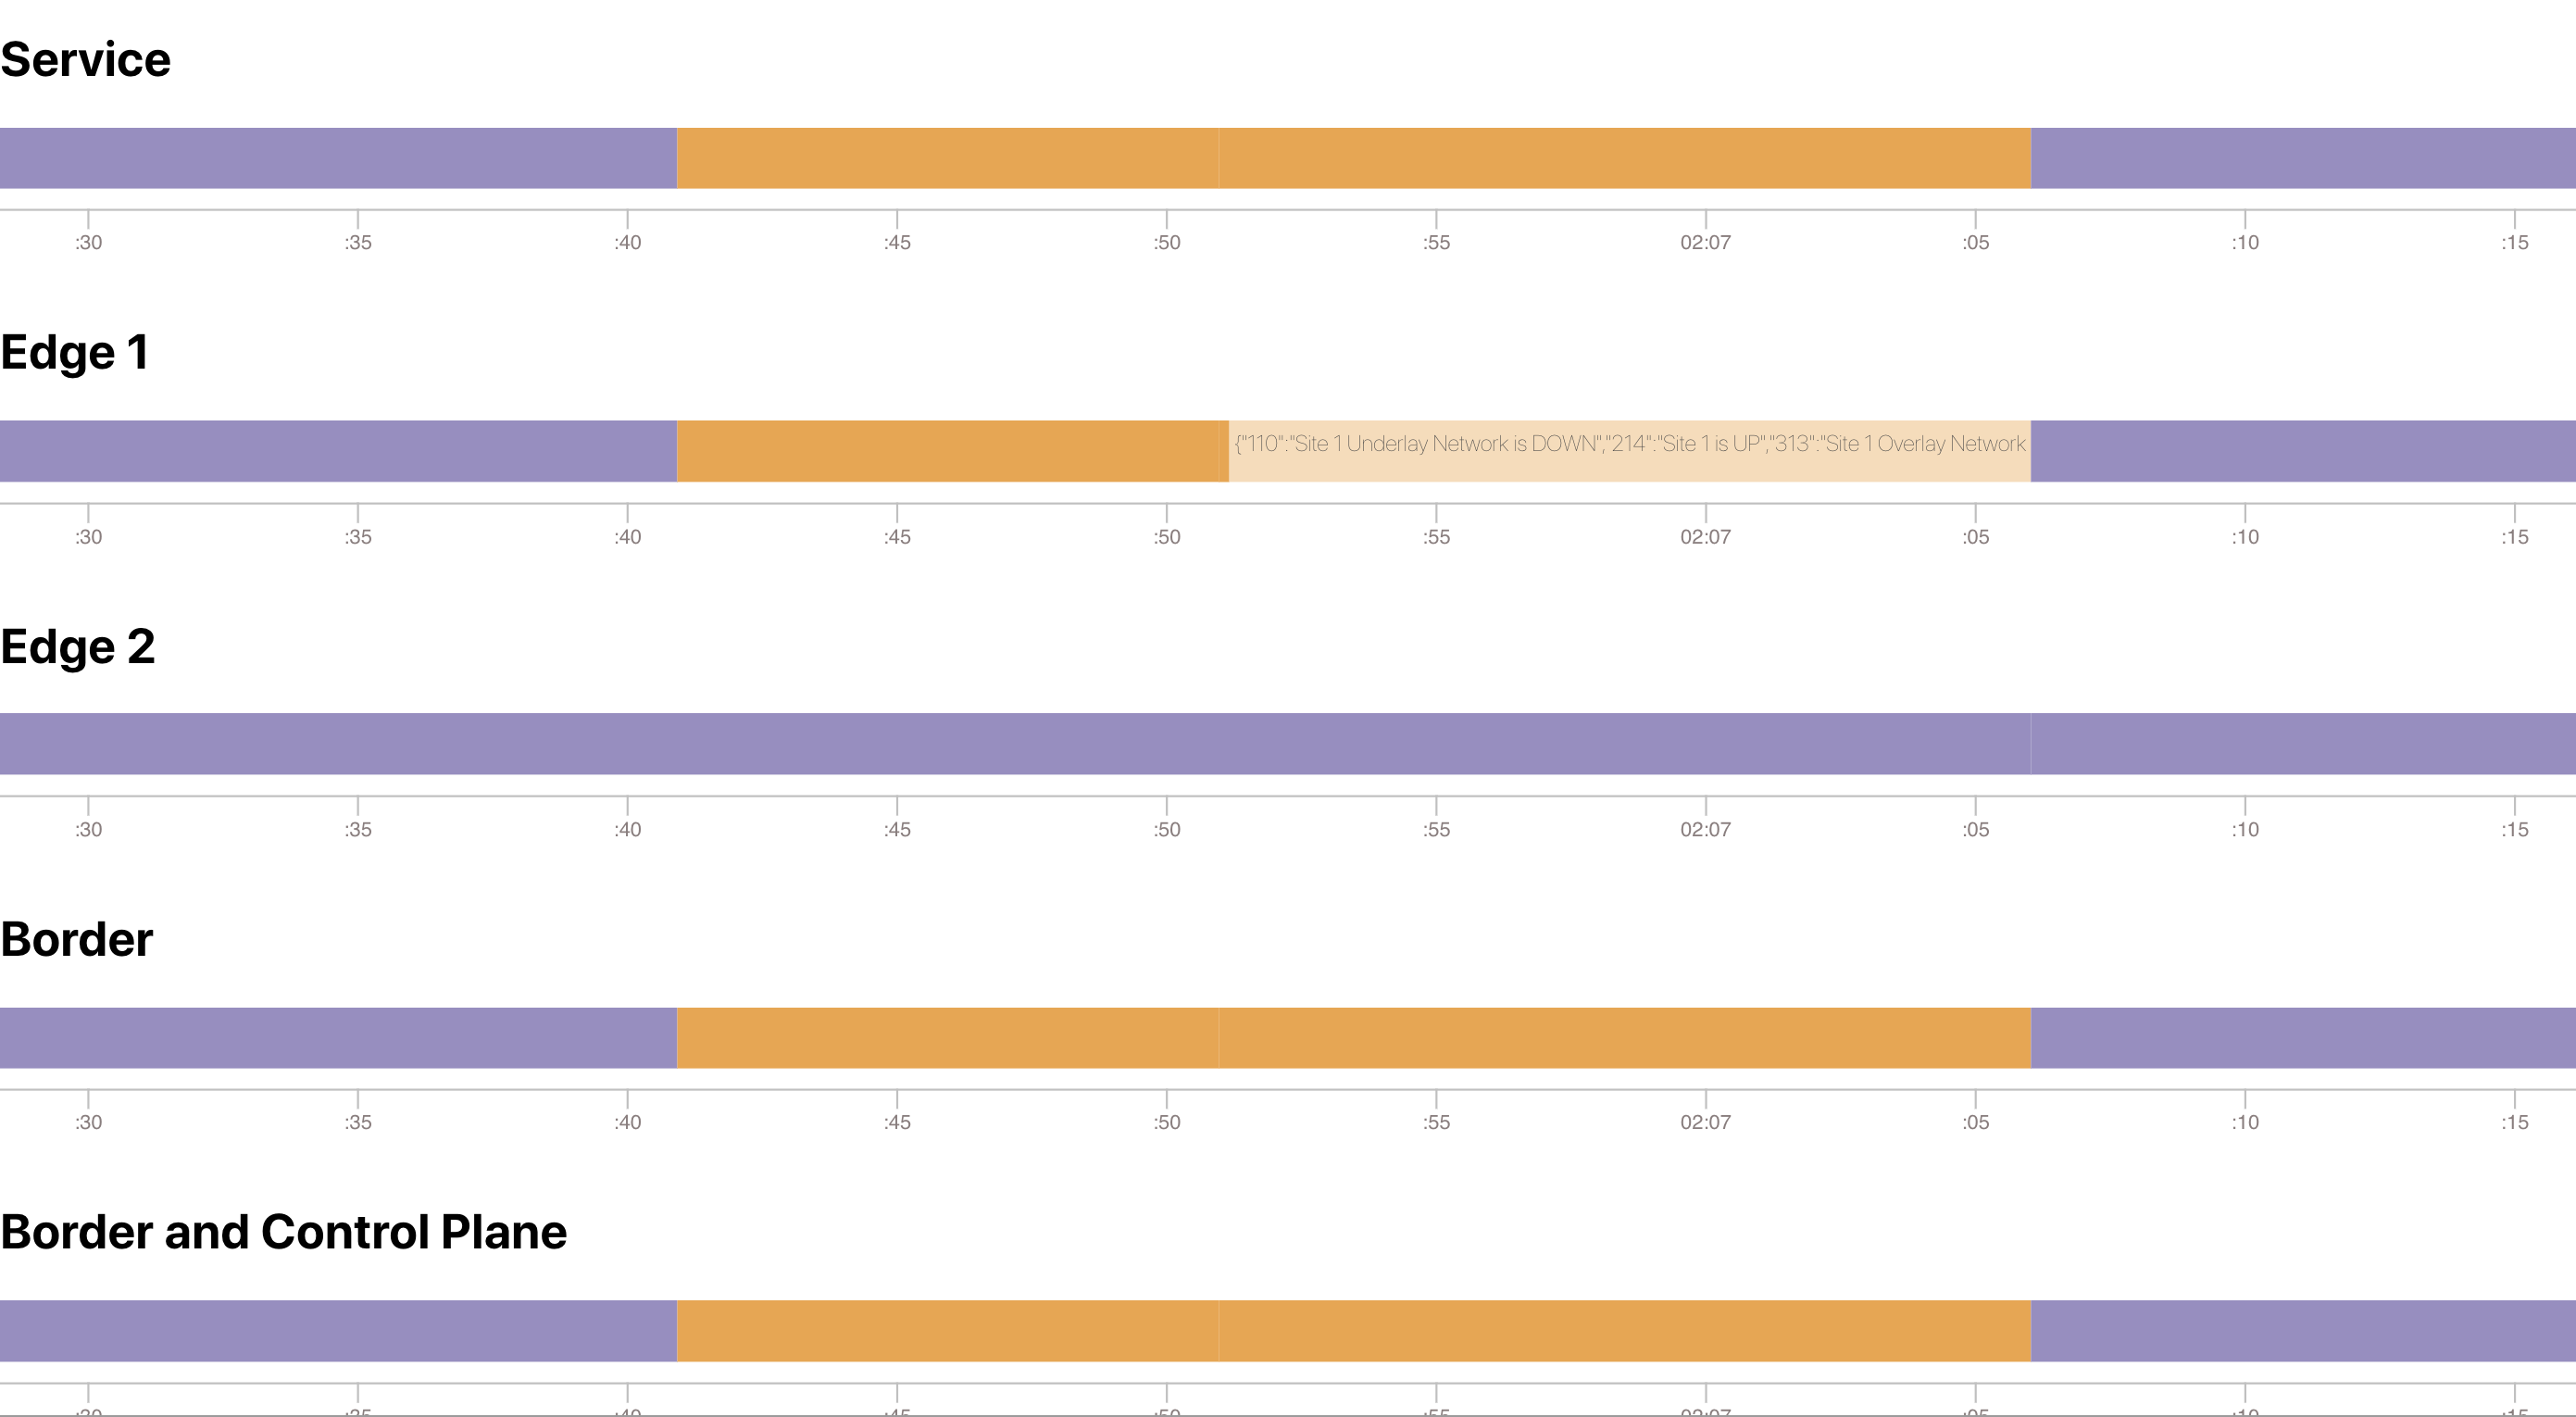 Service
:30 :35 :40 :45 :50 :55 02:07 :05 :10 :15
Edge 1
{"110":"Site 1 Underlay Network is DOWN","214":"Site 1 is UP","313":"Site 1 Overlay Network
:30 :35 :40 :45 :50 :55 02:07 :05 :10 :15
Edge 2
:30 :35 :40 :45 :50 :55 02:07 :05 :10 :15
Border
:30 :35 :40 :45 :50 :55 02:07 :05 :10 :15
Border and Control Plane